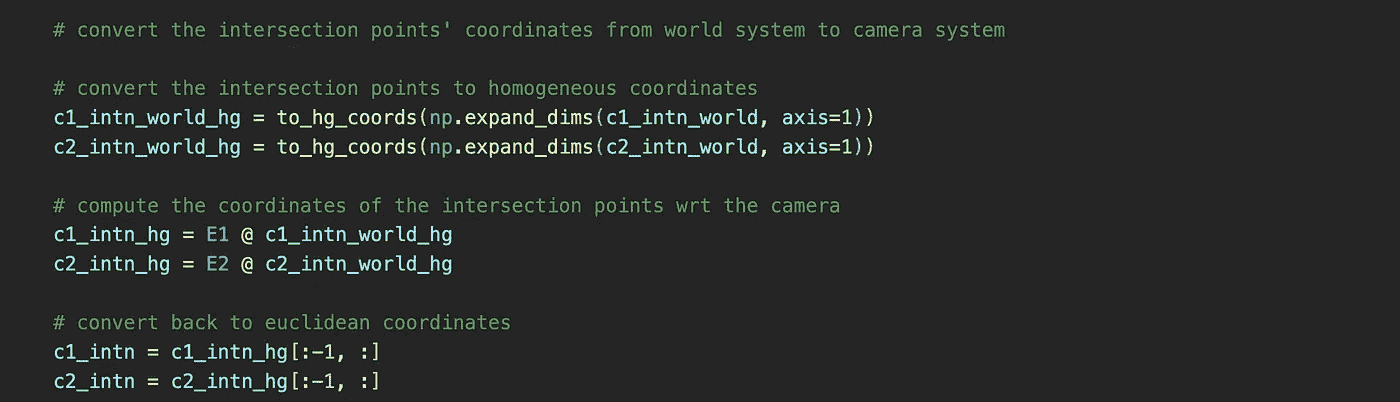 # convert the intersection points' coordinates from world system to camera system
# convert the intersection points to homogeneous coordinates
c1_intn_world_hg = to_hg_coords(np.expand_dims(c1_intn_world, axis=1))
c2_intn_world_hg = to_hg_coords(np.expand_dims(c2_intn_world, axis=1))
# compute the coordinates of the intersection points wrt the camera
c1_intn_hg = E1 @ c1_intn_world_hg
c2_intn_hg = E2 @ c2_intn_world_hg
# convert back to euclidean coordinates
c1_intn = c1_intn_hg[:-1, :]
c2_intn = c2_intn_hg[:-1, :]